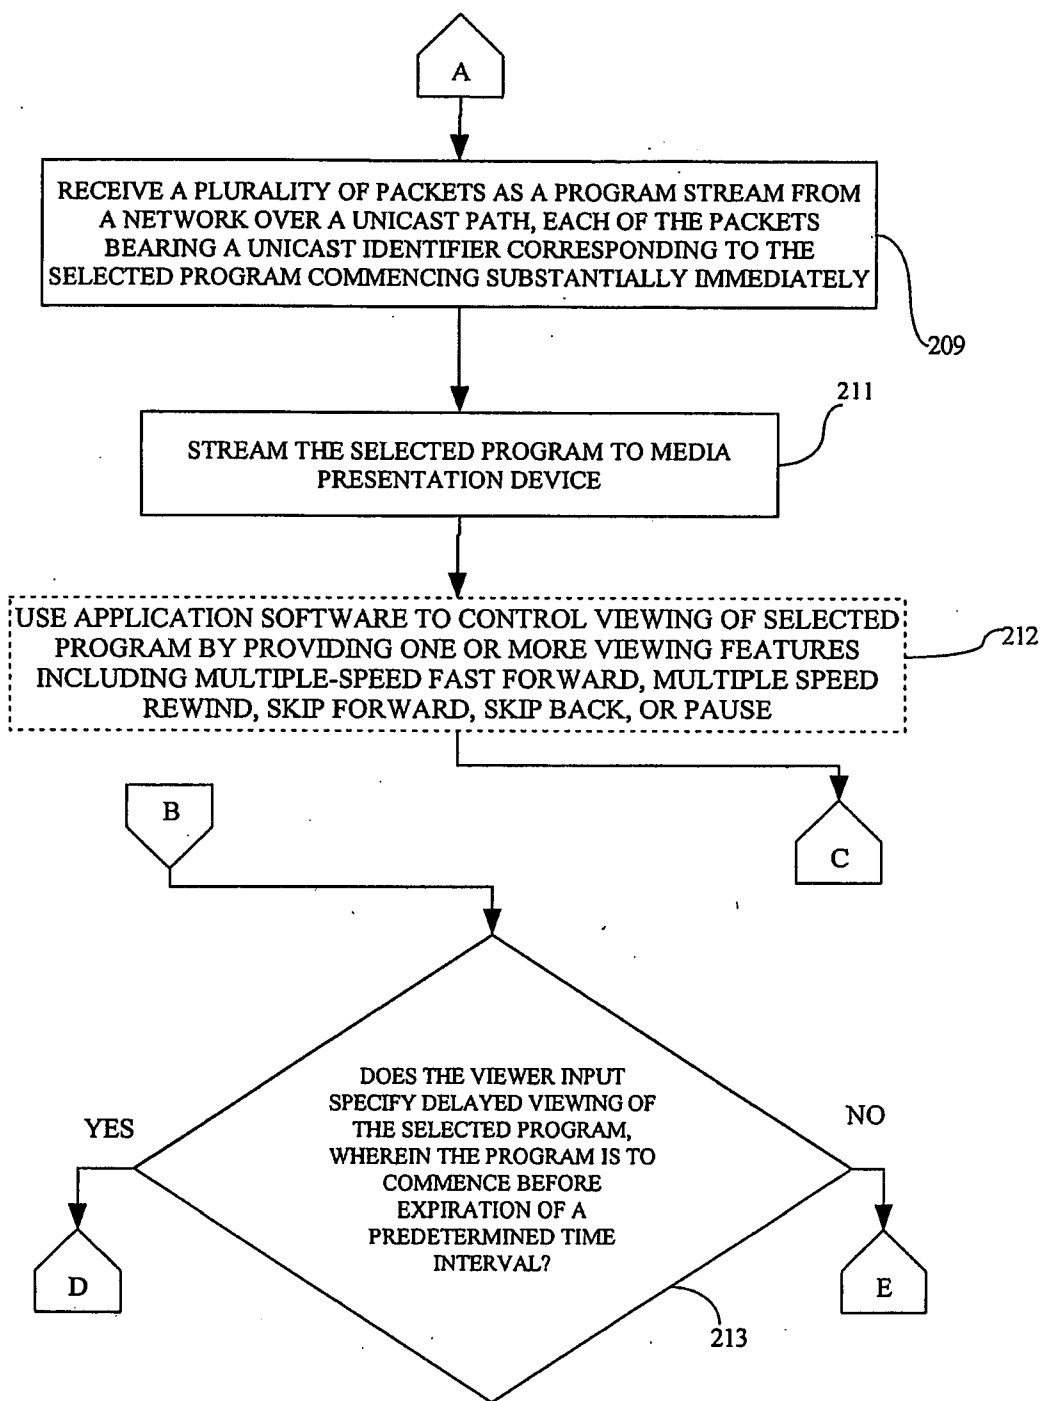 A
RECEIVE A PLURALITY OF PACKETS AS A PROGRAM STREAM FROM
A NETWORK OVER A UNICAST PATH, EACH OF THE PACKETS
BEARING A UNICAST IDENTIFIER CORRESPONDING TO THE
SELECTED PROGRAM COMMENCING SUBSTANTIALLY IMMEDIATELY
209
211
STREAM THE SELECTED PROGRAM TO MEDIA
PRESENTATION DEVICE
USE APPLICATION SOFTWARE TO CONTROL VIEWING OF SELECTED
PROGRAM BY PROVIDING ONE OR MORE VIEWING FEATURES
INCLUDING MULTIPLE-SPEED FAST FORWARD, MULTIPLE SPEED
REWIND, SKIP FORWARD, SKIP BACK, OR PAUSE
212
B
C
DOES THE VIEWER INPUT
SPECIFY DELAYED VIEWING OF
THE SELECTED PROGRAM,
WHEREIN THE PROGRAM IS TO
COMMENCE BEFORE
EXPIRATION OF A
PREDETERMINED TIME
INTERVAL?
YES
NO
D
E
213